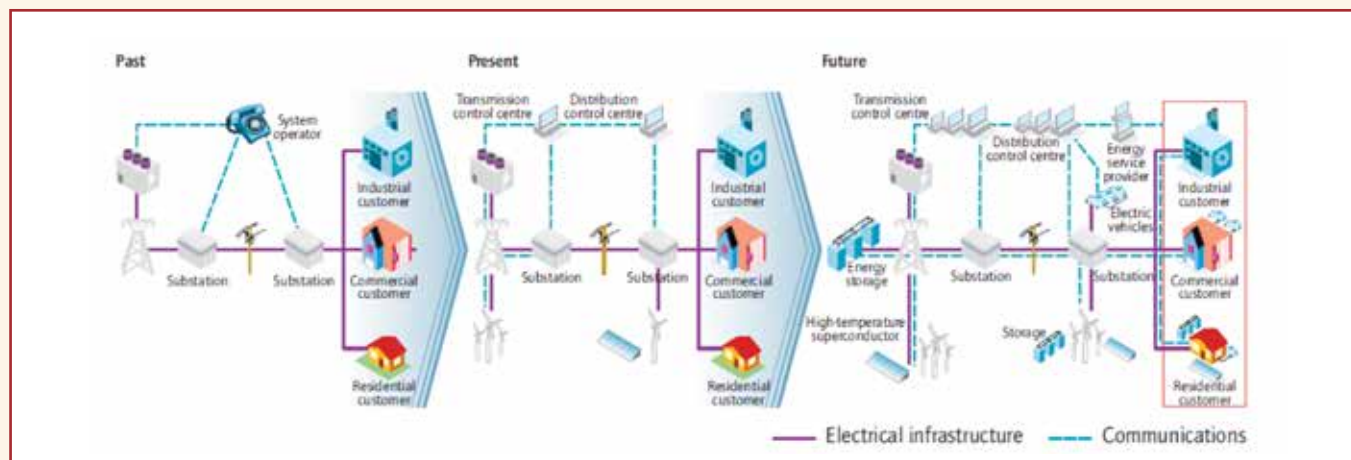 Past
System
operator
Substation
Substation
Industrial
customer
Commercial
customer
Residential
customer
Present
Transmission
control centre
Distribution
control centre
Substation
Substation
Industrial
customer
Commercial
customer
Residential
customer
Future
Transmission
control centre
Distribution
control centre
Energy
service
provider
Electric
vehicles
Energy
storage
Substation
Substation
High-temperature
superconductor
Storage
Industrial
customer
Commercial
customer
Residential
customer
Electrical infrastructure
Communications